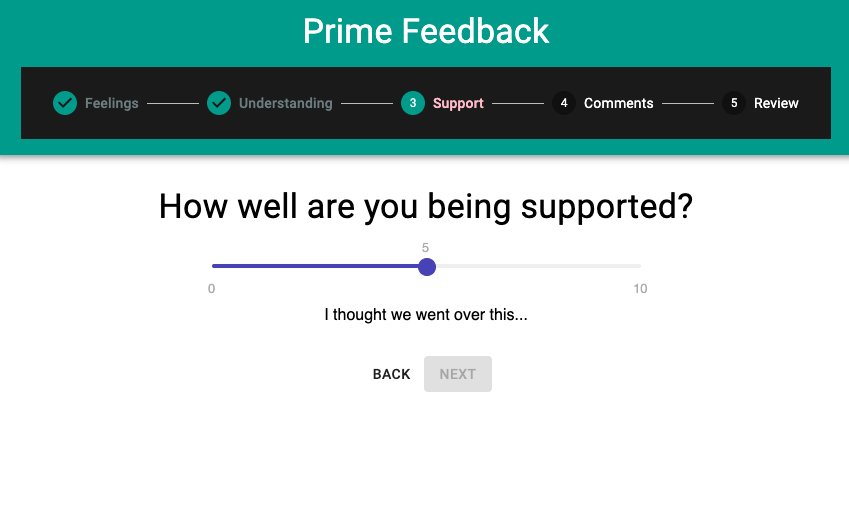 Prime Feedback
Feelings
Understanding
3 Support
4 Comments
5 Review
How well are you being supported?
5
0 10
I thought we went over this...
BACK NEXT